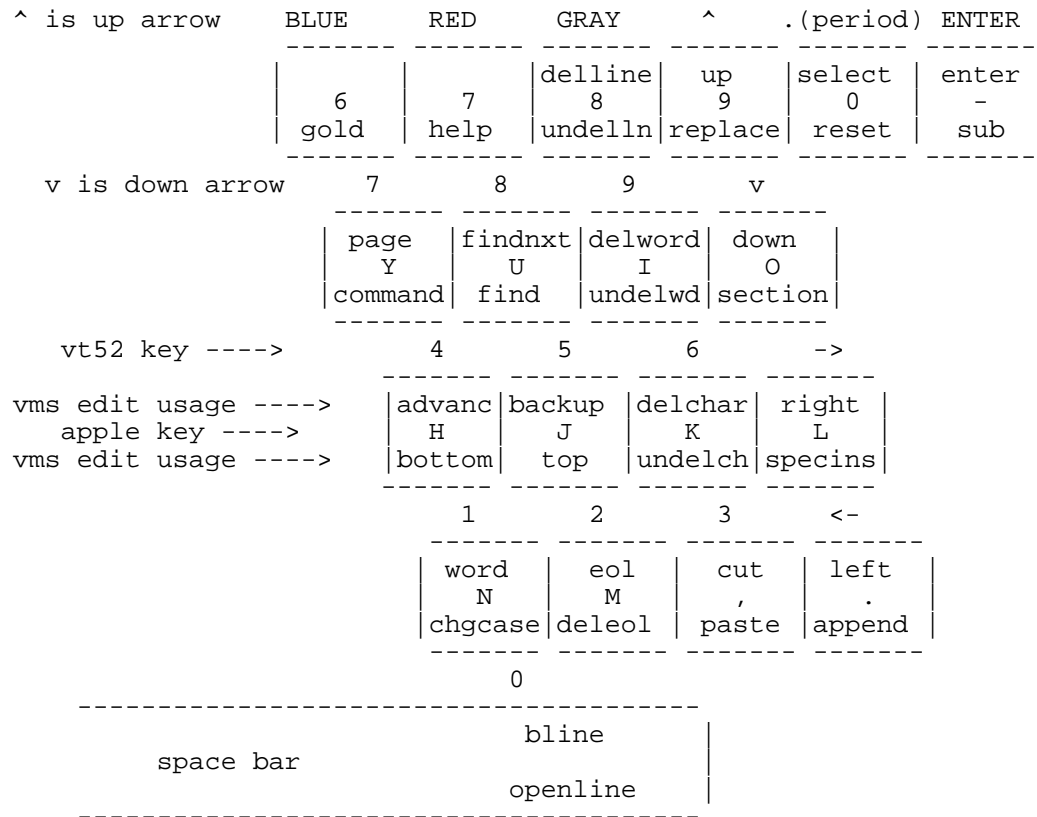 ^ is up arrow BLUE RED GRAY ^ .(period) ENTER
------- ------- ------- ------- ------- -------
| | |delline| up |select | enter
| 6 | 7 | 8 | 9 | 0 | -
| gold | help |undelln|replace| reset | sub
------- ------- ------- ------- ------- -------
v is down arrow 7 8 9 v
------- ------- ------- -------
| page |findnxt|delword| down |
| Y | U | I | O |
|command| find |undelwd|section|
------- ------- ------- -------
vt52 key ----> 4 5 6 ->
------- ------- ------- -------
vms edit usage ----> |advanc|backup |delchar| right |
apple key ----> | H | J | K | L |
vms edit usage ----> |bottom| top |undelch|specins|
------- ------- ------- -------
1 2 3 <-
------- ------- ------- -------
| word | eol | cut | left |
| N | M | , | . |
|chgcase|deleol | paste |append |
------- ------- ------- -------
0
---------------------------------------
bline |
space bar |
openline |
---------------------------------------